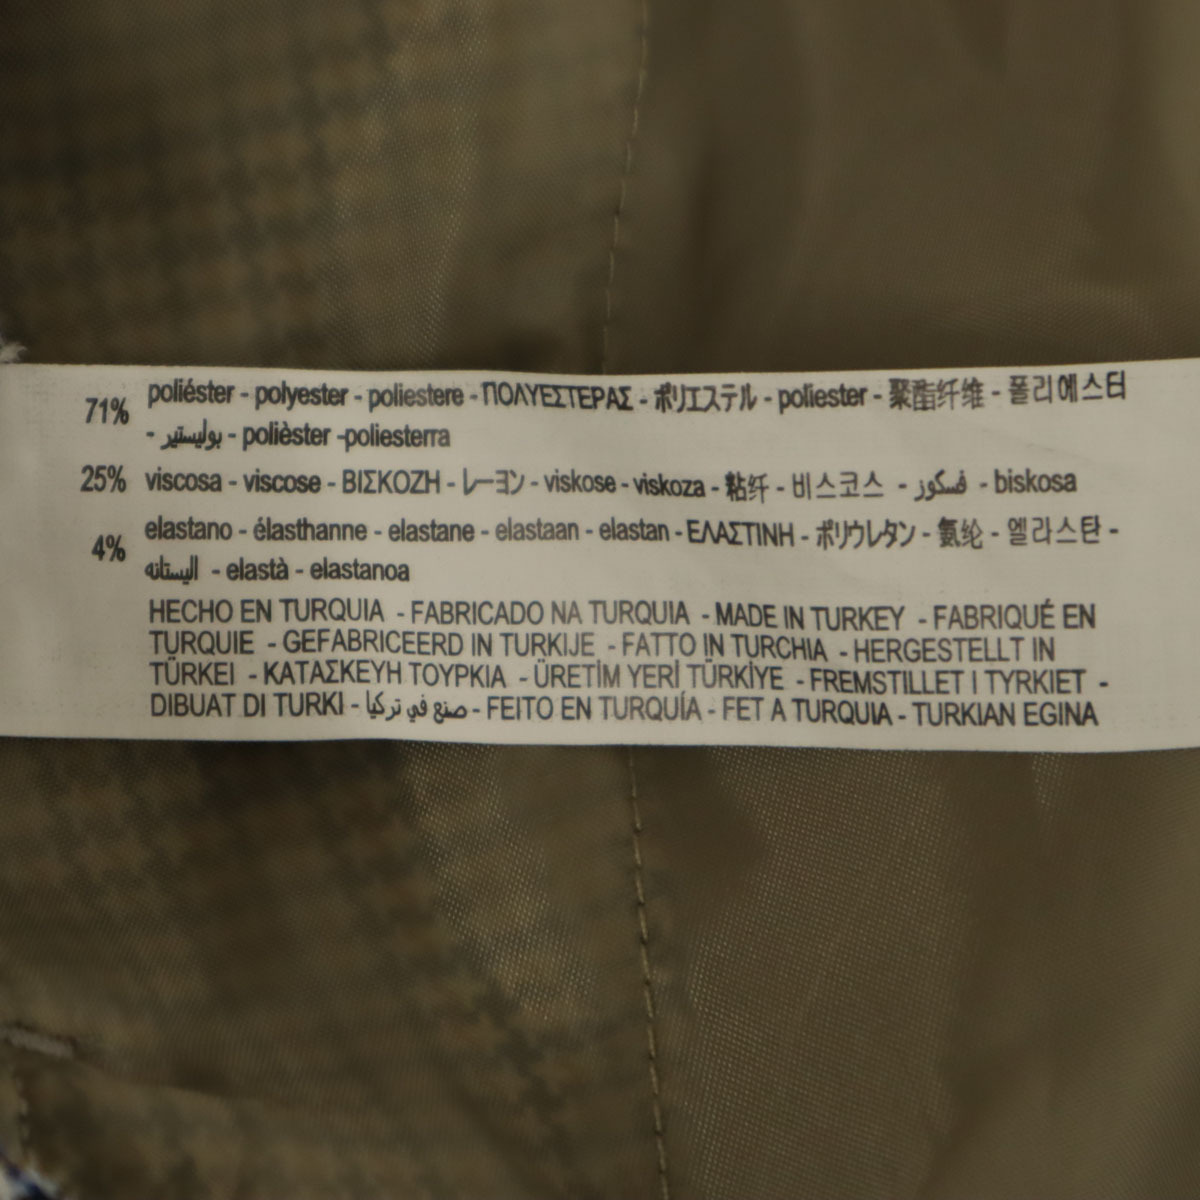 71% poliéster - polyester - poliestere - ΠΟΛΥΕΣΤΕΡΑΣ - ポリエステル - poliester - 聚酯纤维 - 폴리에스터
- بوليستير - polièster -poliesterra
25% viscosa - viscose - ΒΙΣΚΟΖΗ - レーヨン - viskose - viskoza - 粘纤 - 비스코스 - فسكوز - biskosa
4% elastano - élasthanne - elastane - elastaan - elastan - ΕΛΑΣΤΙΝΗ - ポリウレタン - 氨纶 - 엘라스탄 -
اليستانه - elastà - elastanoa
HECHO EN TURQUIA - FABRICADO NA TURQUIA - MADE IN TURKEY - FABRIQUÉ EN
TURQUIE - GEFABRICEERD IN TURKIJE - FATTO IN TURCHIA - HERGESTELLT IN
TÜRKEI - ΚΑΤΑΣΚΕΥΗ ΤΟΥΡΚΙΑ - ÜRETİM YERİ TÜRKİYE - FREMSTILLET I TYRKIET -
DIBUAT DI TURKI - صنع في تركيا - FEITO EN TURQUÍA - FET A TURQUIA - TURKIAN EGINA